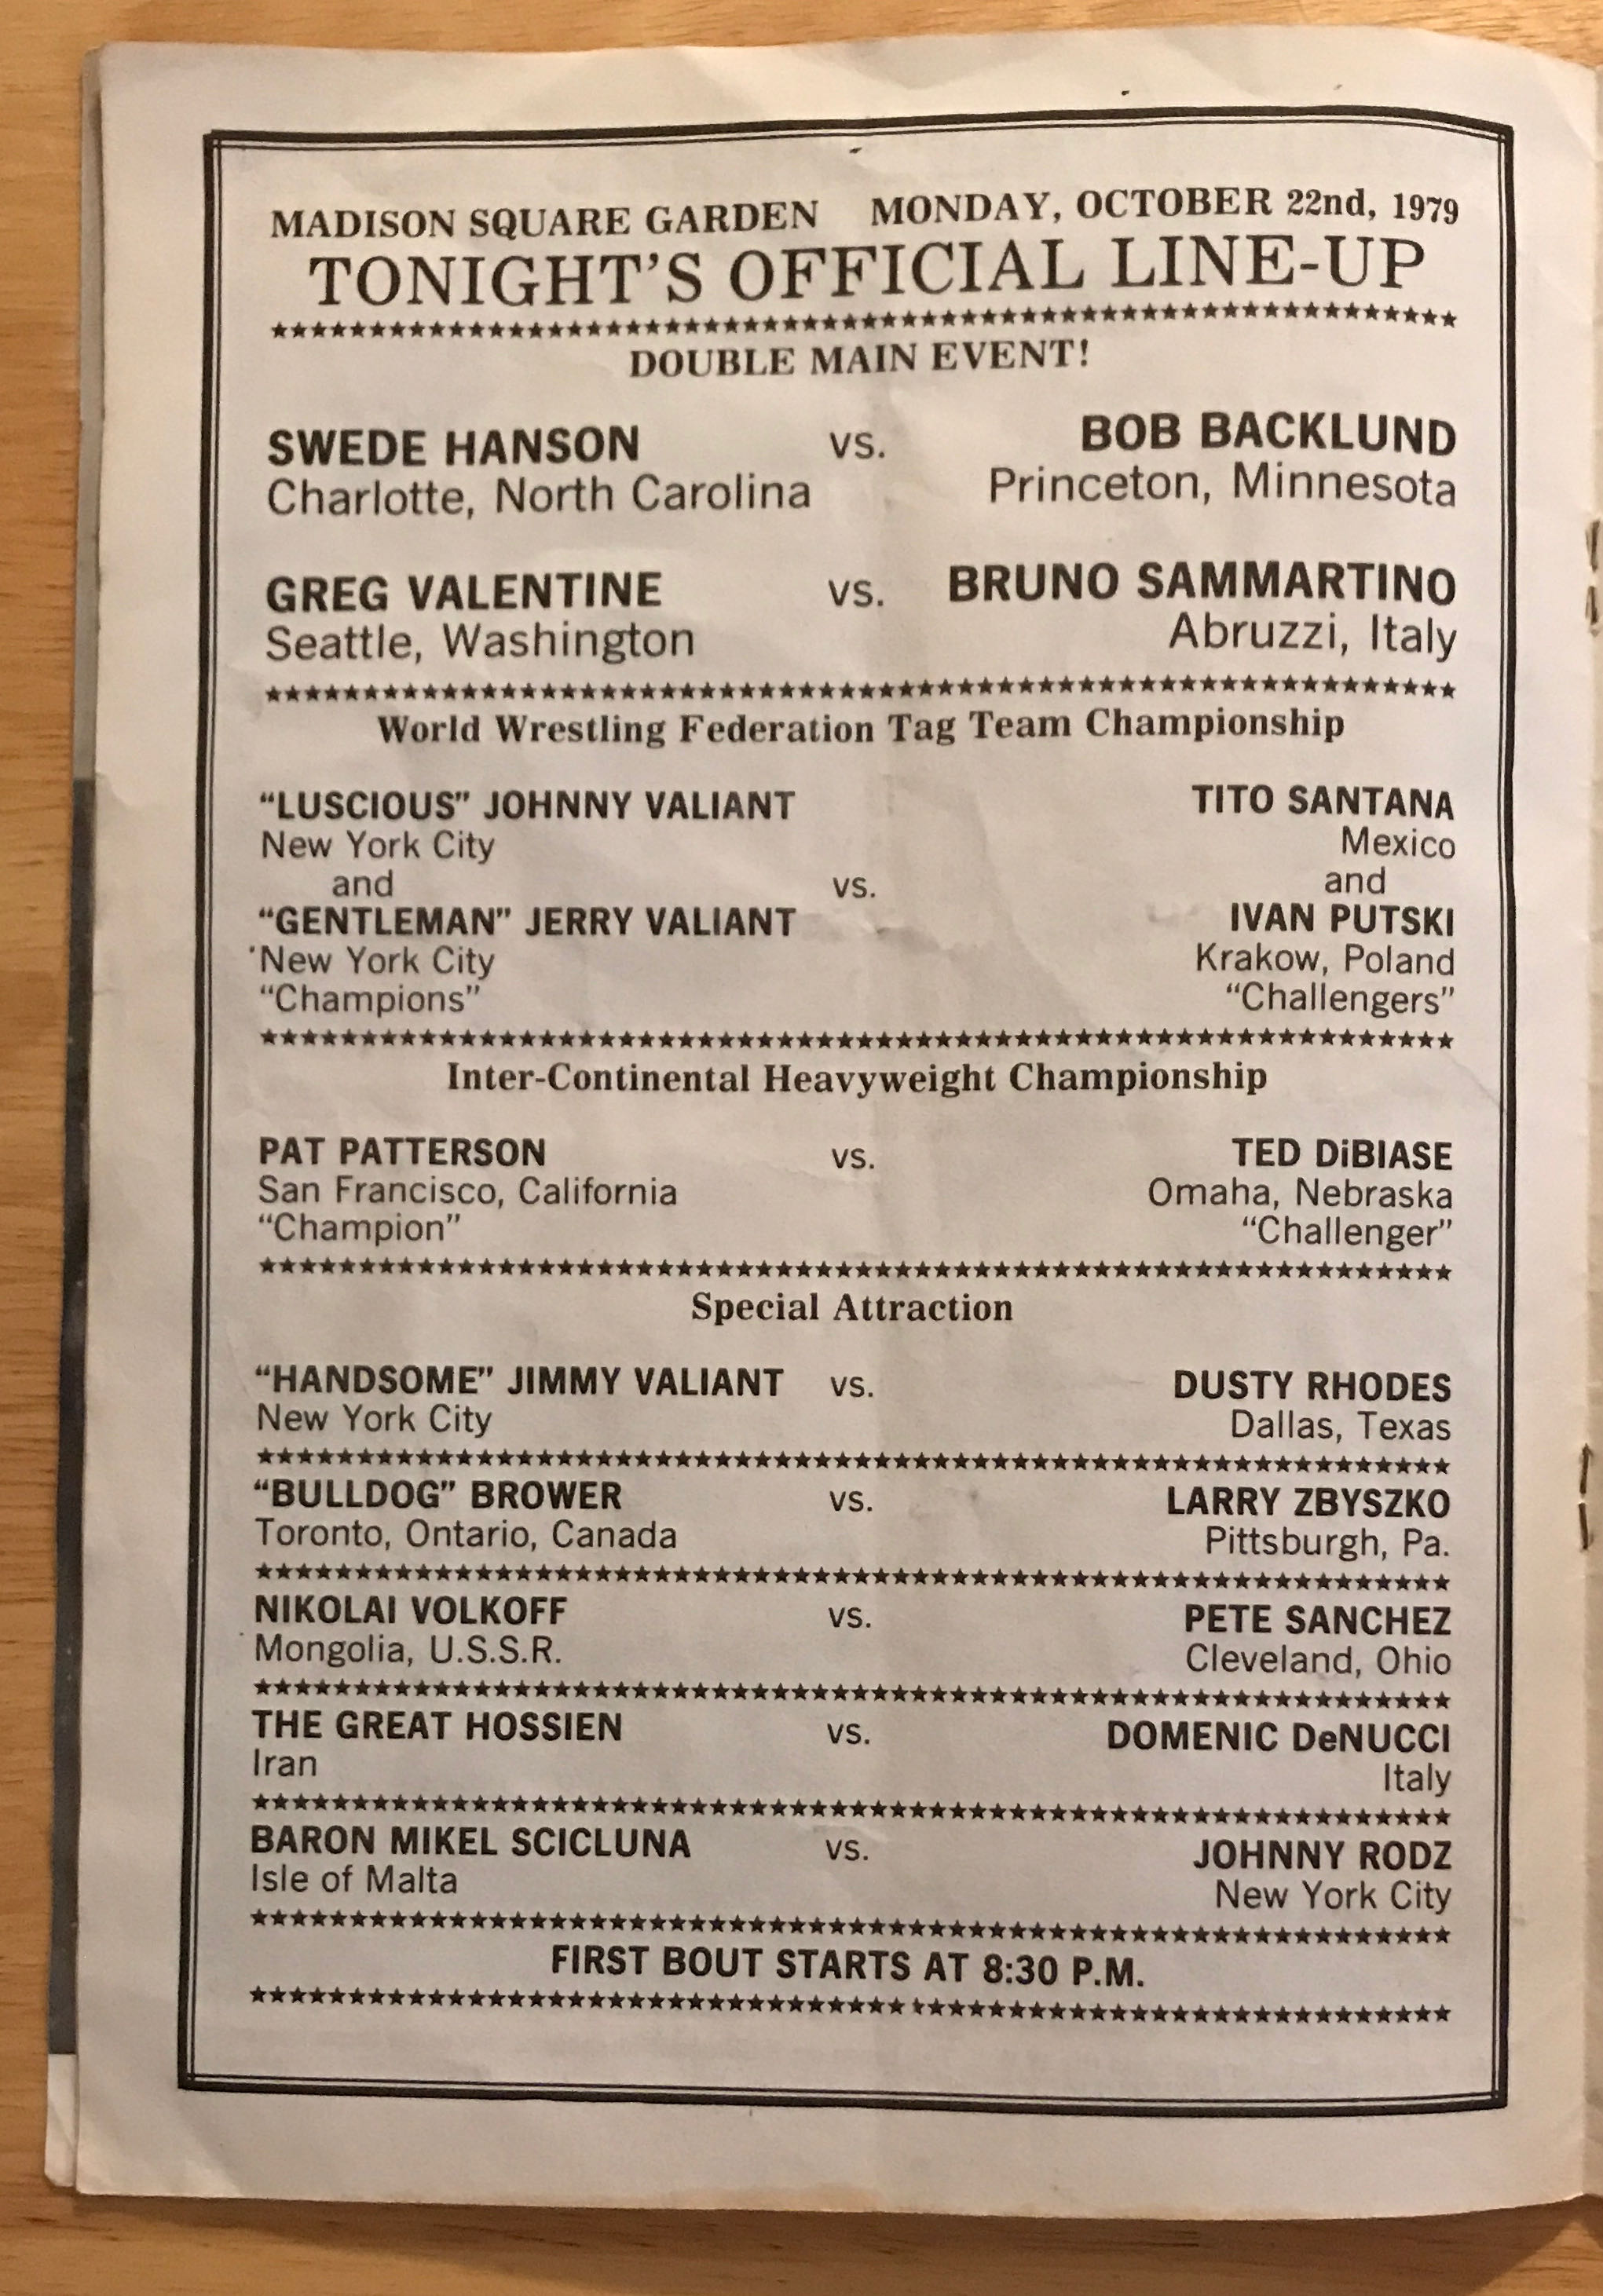 MADISON SQUARE GARDEN MONDAY, OCTOBER 22nd, 1979
TONIGHT'S OFFICIAL LINE-UP
★★★★★★★★★★★★★★★★★★★★★★★★★★★★★★★★★★★★★★★★★★★★★★★★★★★★★★★★★★★★
DOUBLE MAIN EVENT!
SWEDE HANSON vs. BOB BACKLUND
Charlotte, North Carolina Princeton, Minnesota
GREG VALENTINE vs. BRUNO SAMMARTINO
Seattle, Washington Abruzzi, Italy
★★★★★★★★★★★★★★★★★★★★★★★★★★★★★★★★★★★★★★★★★★★★★★★★★★★★★★★★★★★★
World Wrestling Federation Tag Team Championship
“LUSCIOUS” JOHNNY VALIANT TITO SANTANA
New York City Mexico
and vs. and
“GENTLEMAN” JERRY VALIANT IVAN PUTSKI
New York City Krakow, Poland
“Champions” “Challengers”
★★★★★★★★★★★★★★★★★★★★★★★★★★★★★★★★★★★★★★★★★★★★★★★★★★★★★★★★★★★★
Inter-Continental Heavyweight Championship
PAT PATTERSON vs. TED DiBIASE
San Francisco, California Omaha, Nebraska
“Champion” “Challenger”
★★★★★★★★★★★★★★★★★★★★★★★★★★★★★★★★★★★★★★★★★★★★★★★★★★★★★★★★★★★★
Special Attraction
“HANDSOME” JIMMY VALIANT vs. DUSTY RHODES
New York City Dallas, Texas
★★★★★★★★★★★★★★★★★★★★★★★★★★★★★★★★★★★★★★★★★★★★★★★★★★★★★★★★★★★★
“BULLDOG” BROWER vs. LARRY ZBYSZKO
Toronto, Ontario, Canada Pittsburgh, Pa.
★★★★★★★★★★★★★★★★★★★★★★★★★★★★★★★★★★★★★★★★★★★★★★★★★★★★★★★★★★★★
NIKOLAI VOLKOFF vs. PETE SANCHEZ
Mongolia, U.S.S.R. Cleveland, Ohio
★★★★★★★★★★★★★★★★★★★★★★★★★★★★★★★★★★★★★★★★★★★★★★★★★★★★★★★★★★★★
THE GREAT HOSSIEN vs. DOMENIC DeNUCCI
Iran Italy
★★★★★★★★★★★★★★★★★★★★★★★★★★★★★★★★★★★★★★★★★★★★★★★★★★★★★★★★★★★★
BARON MIKEL SCICLUNA vs. JOHNNY RODZ
Isle of Malta New York City
★★★★★★★★★★★★★★★★★★★★★★★★★★★★★★★★★★★★★★★★★★★★★★★★★★★★★★★★★★★★
FIRST BOUT STARTS AT 8:30 P.M.
★★★★★★★★★★★★★★★★★★★★★★★★★★★★★★★★★★★★★★★★★★★★★★★★★★★★★★★★★★★★